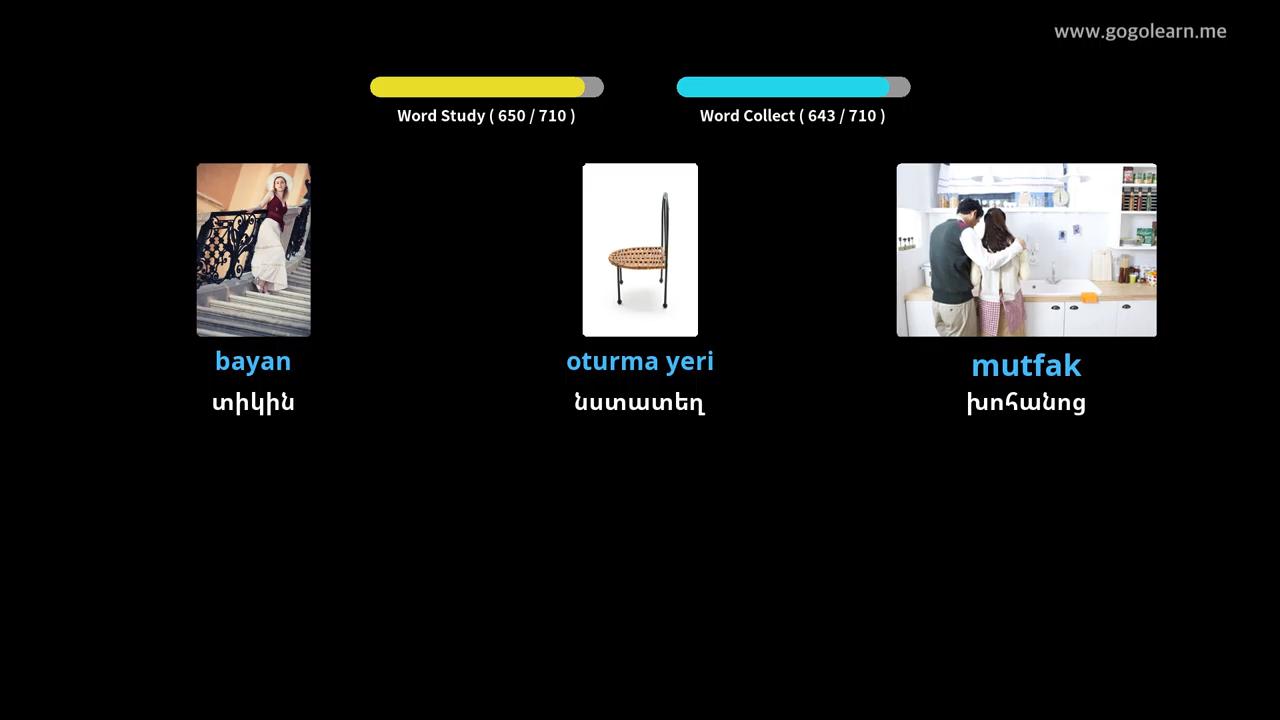 www.gogolearn.me
Word Study ( 650 / 710 )
Word Collect ( 643 / 710 )
bayan
տիկին
oturma yeri
նստատեղ
mutfak
խոհանոց